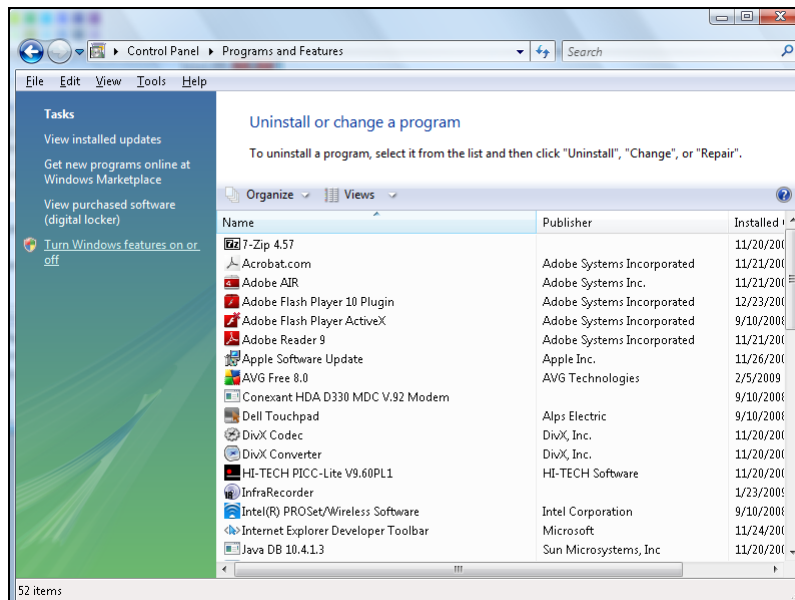 Control Panel Programs and Features Search
File Edit View Tools Help
Tasks
View installed updates
Get new programs online at
Windows Marketplace
View purchased software
(digital locker)
Turn Windows features on or
off
Uninstall or change a program
To uninstall a program, select it from the list and then click "Uninstall", "Change", or "Repair".
Organize Views
Name Publisher Installed
7-Zip 4.57 11/20/200
Acrobat.com Adobe Systems Incorporated 11/21/200
Adobe AIR Adobe Systems Inc. 11/21/200
Adobe Flash Player 10 Plugin Adobe Systems Incorporated 12/23/200
Adobe Flash Player ActiveX Adobe Systems Incorporated 9/10/2008
Adobe Reader 9 Adobe Systems Incorporated 11/21/200
Apple Software Update Apple Inc. 11/26/200
AVG Free 8.0 AVG Technologies 2/5/2009
Conexant HDA D330 MDC V.92 Modem 9/10/2008
Dell Touchpad Alps Electric 9/10/2008
DivX Codec DivX, Inc. 11/20/200
DivX Converter DivX, Inc. 11/20/200
HI-TECH PICC-Lite V9.60PL1 HI-TECH Software 11/20/200
InfraRecorder 1/23/2009
Intel(R) PROSet/Wireless Software Intel Corporation 9/10/2008
Internet Explorer Developer Toolbar Microsoft 11/24/200
Java DB 10.4.1.3 Sun Microsystems, Inc 11/20/200
52 items